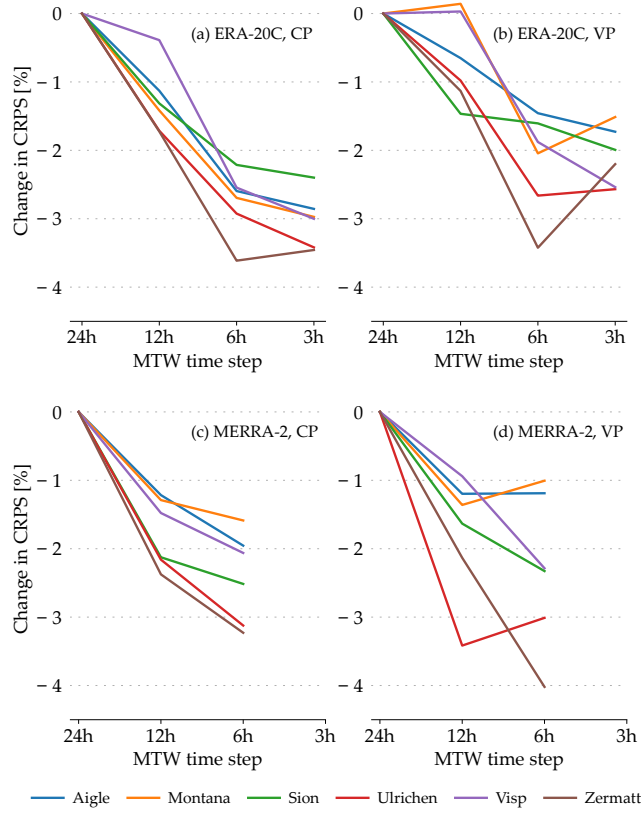 (a) ERA-20C, CP
(b) ERA-20C, VP
Change in CRPS [%]
0
−1
−2
−3
−4
24h 12h 6h 3h
MTW time step
0
−1
−2
−3
−4
24h 12h 6h 3h
MTW time step
(c) MERRA-2, CP
(d) MERRA-2, VP
Change in CRPS [%]
0
−1
−2
−3
−4
24h 12h 6h 3h
MTW time step
0
−1
−2
−3
−4
24h 12h 6h 3h
MTW time step
Aigle Montana Sion Ulrichen Visp Zermatt